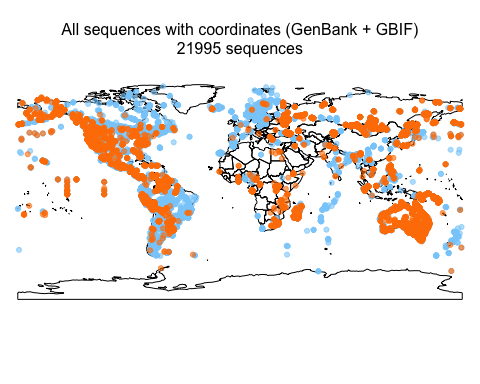 All sequences with coordinates (GenBank + GBIF)
21995 sequences